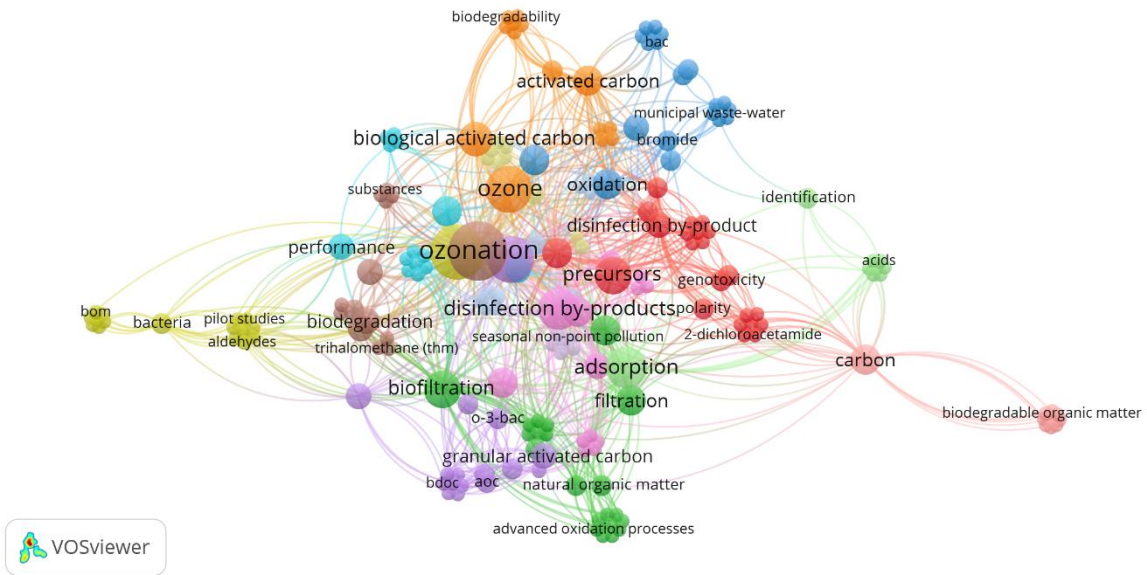 biodegradability
bac
activated carbon
municipal waste-water
biological activated carbon
bromide
substances
ozone
oxidation
identification
disinfection by-product
performance
ozonation
acids
precursors
genotoxicity
bom
bacteria
pilot studies
disinfection by-products
polarity
biodegradation
seasonal non-point pollution
2-dichloroacetamide
aldehydes
trihalomethane (thm)
adsorption
carbon
biofiltration
filtration
biodegradable organic matter
o-3-bac
granular activated carbon
bdoc
aoc
natural organic matter
advanced oxidation processes
VOSviewer